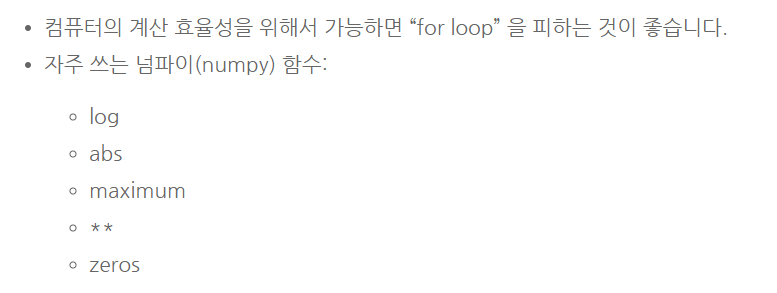 • 컴퓨터의 계산 효율성을 위해서 가능하면 “for loop” 을 피하는 것이 좋습니다.
• 자주 쓰는 넘파이(numpy) 함수:
◦ log
◦ abs
◦ maximum
◦ **
◦ zeros